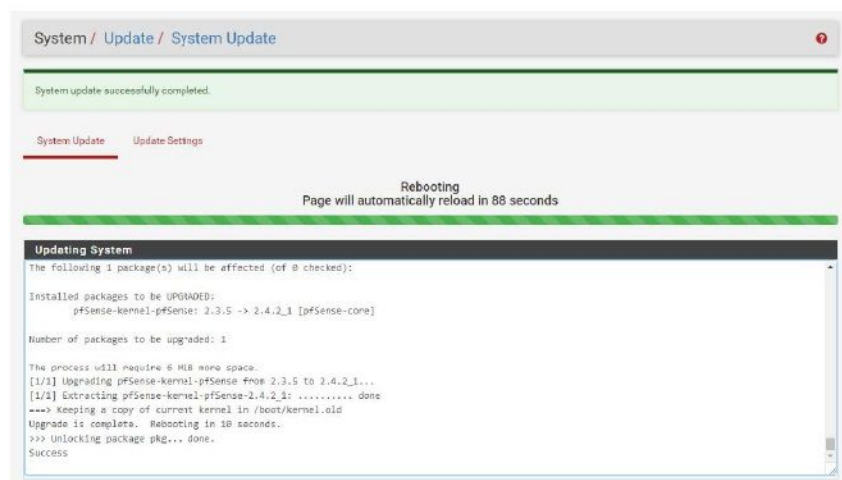 System / Update / System Update
System update successfully completed.
System Update Update Settings
Rebooting
Page will automatically reload in 88 seconds
Updating System
The following 1 package(s) will be affected (of 0 checked):
Installed packages to be UPGRADED:
pfSense-kernel-pfSense: 2.3.5 -> 2.4.2_1 [pfSense-core]
Number of packages to be upgraded: 1
The process will require 6 MiB more space.
[1/1] Upgrading pfSense-kernel-pfSense from 2.3.5 to 2.4.2_1...
[1/1] Extracting pfSense-kernel-pfSense-2.4.2_1: .......... done
===> Keeping a copy of current kernel in /boot/kernel.old
Upgrade is complete. Rebooting in 10 seconds.
>>> Unlocking package pkg... done.
Success